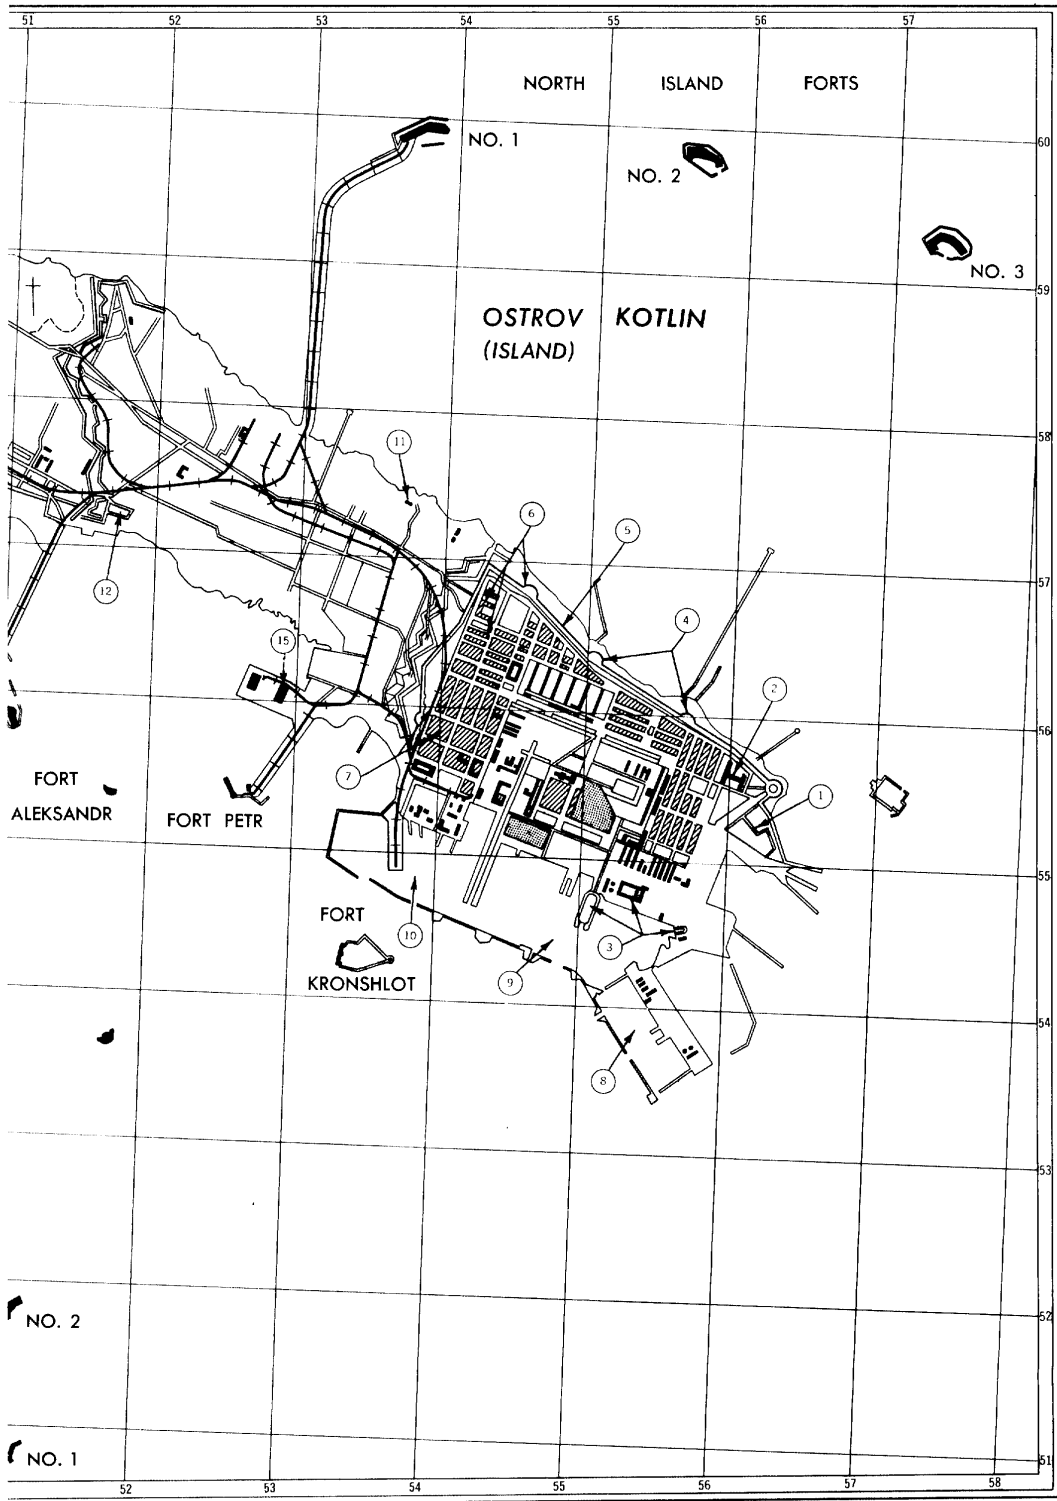 51 52 53 54 55 56 57
NORTH ISLAND FORTS
NO. 1
60
NO. 2
NO. 3
59
OSTROV KOTLIN
(ISLAND)
58
11
6
5
57
12
4
15
2
56
7
1
FORT
ALEKSANDR
FORT PETR
55
FORT
10
3
9
KRONSHLOT
54
8
53
52
NO. 2
NO. 1
51
52 53 54 55 56 57 58